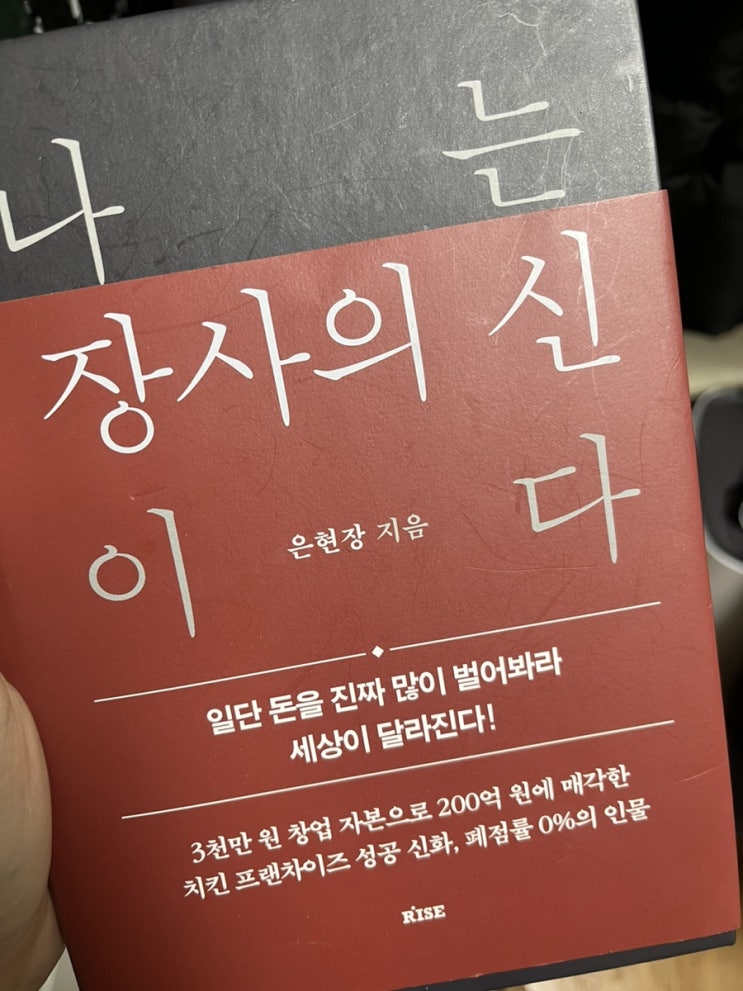 나 는
장사의 신
이 다
은현장 지음
일단 돈을 진짜 많이 벌어봐라
세상이 달라진다!
3천만 원 창업 자본으로 200억 원에 매각한
치킨 프랜차이즈 성공 신화, 폐점률 0%의 인물
RISE